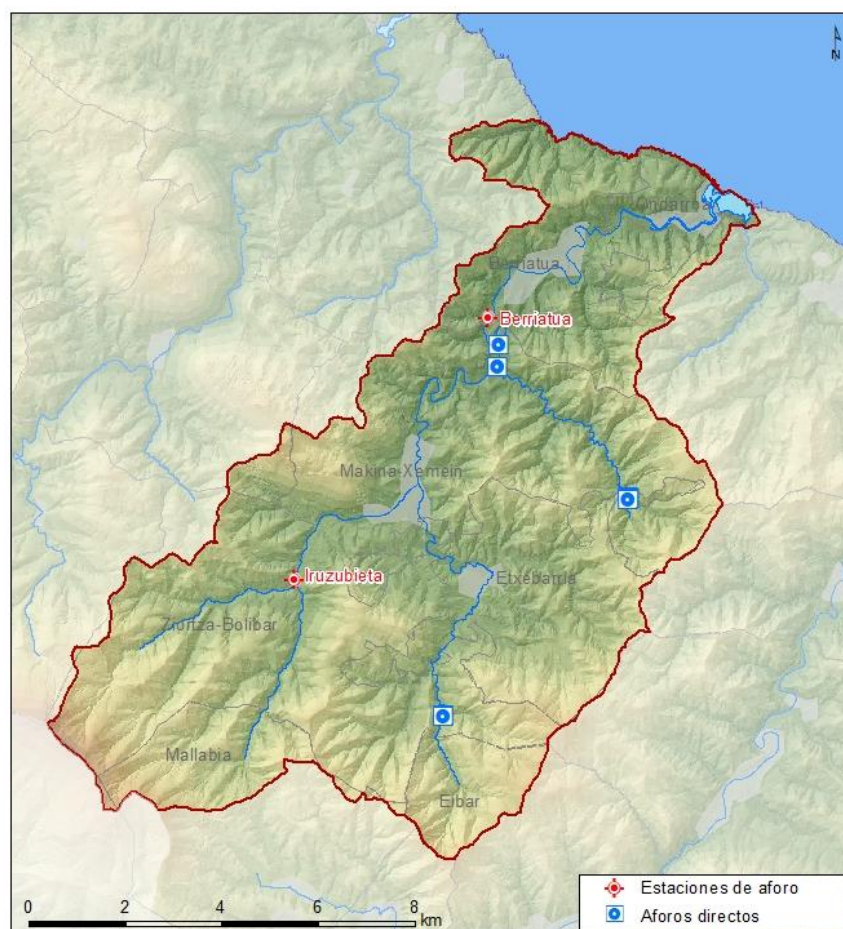 N
Ondarroa
Berriatua
Berriatua
Makina-Xemein
Iruzubieta
Etxebarria
Ziortza-Bolibar
Mallabia
Eibar
Estaciones de aforo
Aforos directos
0 2 4 6 8
km